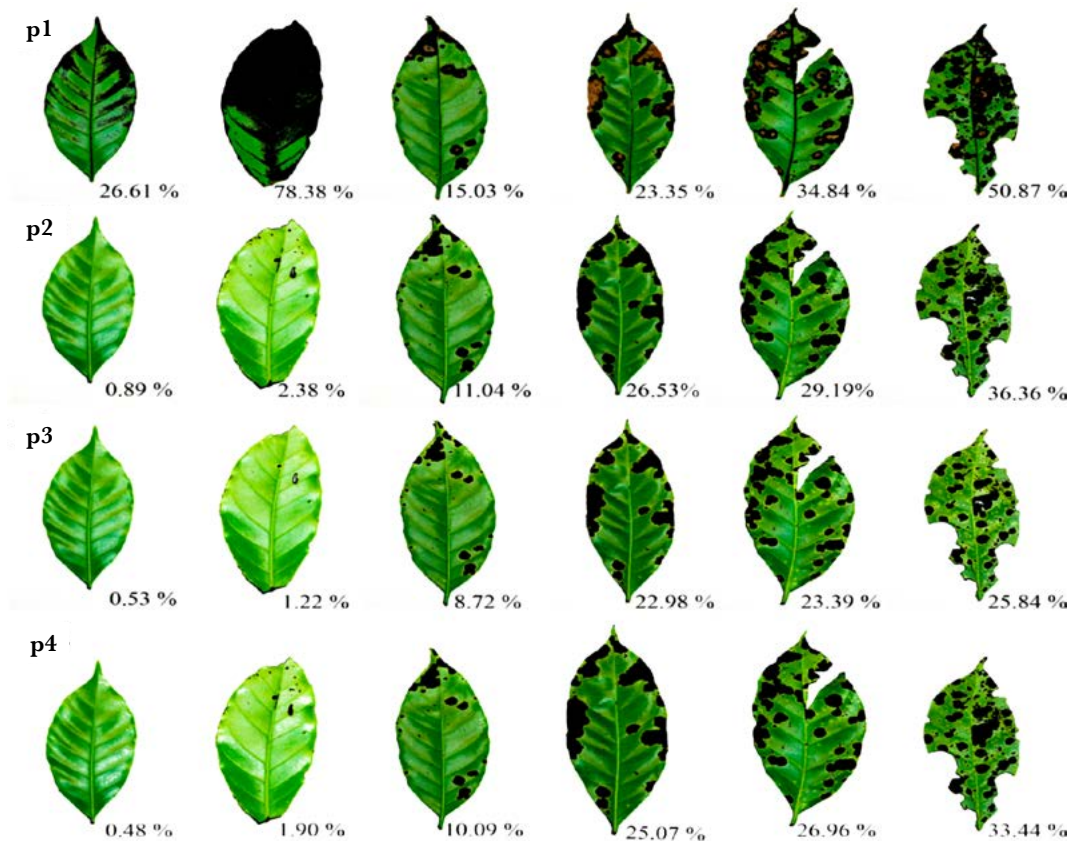 p1
26.61 % 78.38 % 15.03 % 23.35 % 34.84 % 50.87 %
p2
0.89 % 2.38 % 11.04 % 26.53% 29.19% 36.36 %
p3
0.53 % 1.22 % 8.72 % 22.98 % 23.39 % 25.84 %
p4
0.48 % 1.90 % 10.09 % 25.07 % 26.96 % 33.44 %